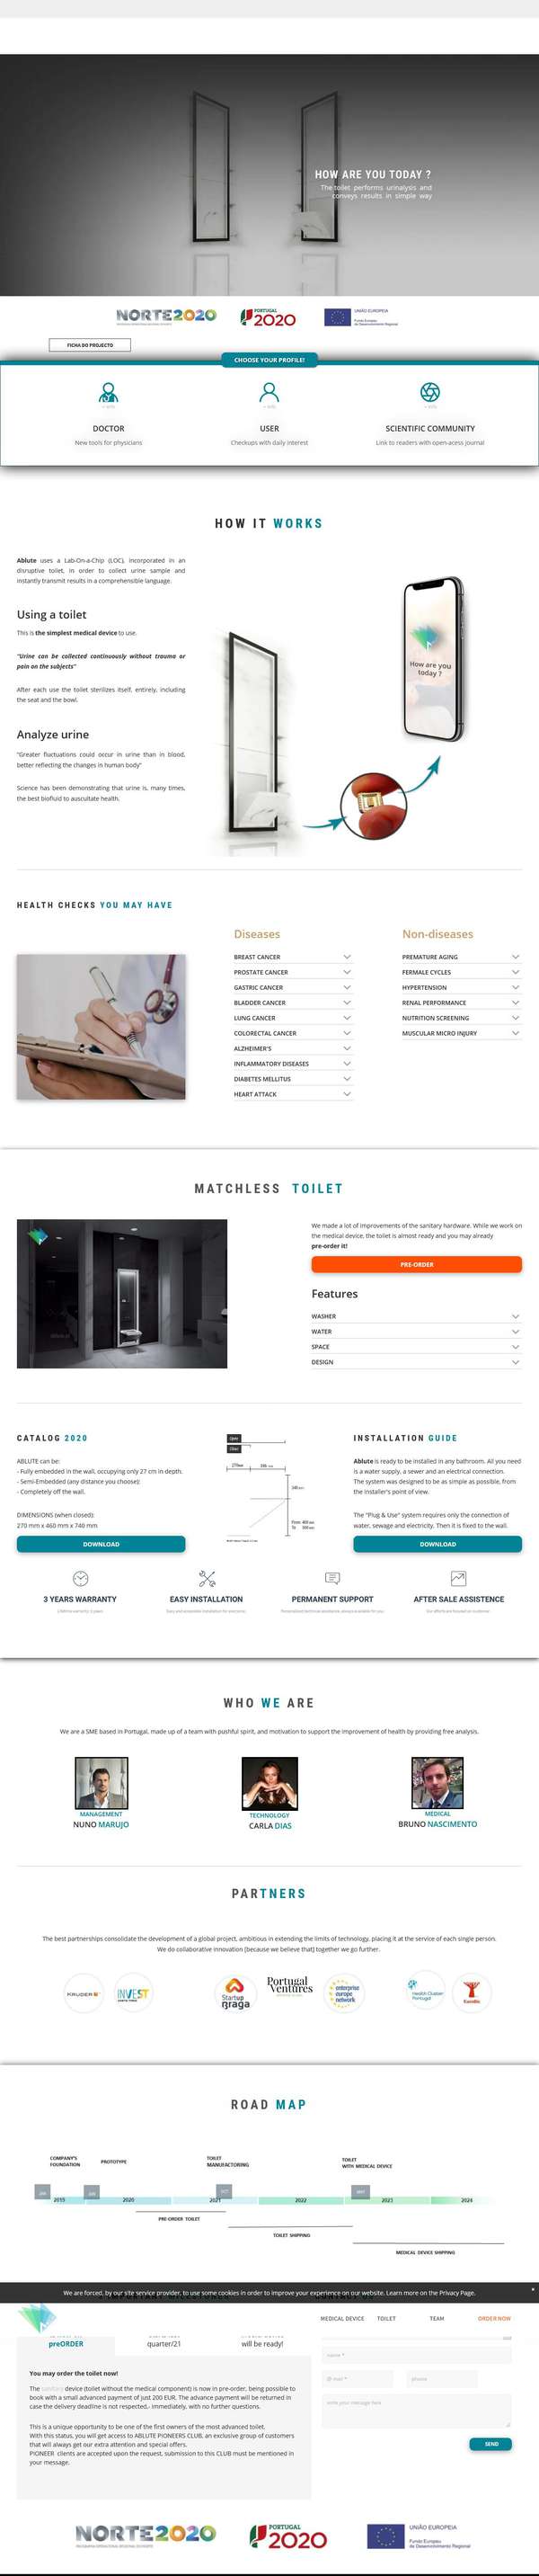 HOW ARE YOU TODAY ?
The toilet performs urinalysis and
conveys results in simple way
NORTE2020
PORTUGAL
2020
UNIÃO EUROPEIA
Fundo Europeu
de Desenvolvimento Regional
FICHA DO PROJECTO
CHOOSE YOUR PROFILE!
DOCTOR
New tools for physicians
USER
Checkups with daily interest
SCIENTIFIC COMMUNITY
Link to readers with open-acess journal
HOW IT WORKS
Ablute uses a Lab-On-a-Chip (LOC), incorporated in an
disruptive toilet, in order to collect urine sample and
instantly transmit results in a comprehensible language.
Using a toilet
This is the simplest medical device to use.
"Urine can be collected continuously without trauma or
pain on the subjects"
After each use the toilet sterilizes itself, entirely, including
the seat and the bowl.
Analyze urine
"Greater fluctuations could occur in urine than in blood,
better reflecting the changes in human body"
Science has been demonstrating that urine is, many times,
the best biofluid to auscultate health.
How are you
today ?
HEALTH CHECKS YOU MAY HAVE
Diseases
BREAST CANCER
PROSTATE CANCER
GASTRIC CANCER
BLADDER CANCER
LUNG CANCER
COLORECTAL CANCER
ALZHEIMER'S
INFLAMMATORY DISEASES
DIABETES MELLITUS
HEART ATTACK
Non-diseases
PREMATURE AGING
FERMALE CYCLES
HYPERTENSION
RENAL PERFORMANCE
NUTRITION SCREENING
MUSCULAR MICRO INJURY
MATCHLESS TOILET
We made a lot of improvements of the sanitary hardware. While we work on
the medical device, the toilet is almost ready and you may already
pre-order it!
PRE-ORDER
Features
WASHER
WATER
SPACE
DESIGN
CATALOG 2020
ABLUTE can be:
- Fully embedded in the wall, occupying only 27 cm in depth.
- Semi-Embedded (any distance you choose);
- Completely off the wall.
DIMENSIONS (when closed):
270 mm x 460 mm x 740 mm
DOWNLOAD
INSTALLATION GUIDE
Ablute is ready to be installed in any bathroom. All you need
is a water supply, a sewer and an electrical connection.
The system was designed to be as simple as possible, from
the installer's point of view.
The "Plug & Use" system requires only the connection of
water, sewage and electricity. Then it is fixed to the wall.
DOWNLOAD
3 YEARS WARRANTY
EASY INSTALLATION
PERMANENT SUPPORT
AFTER SALE ASSISTENCE
WHO WE ARE
We are a SME based in Portugal, made up of a team with pushful spirit, and motivation to support the improvement of health by providing free analysis.
MANAGEMENT
NUNO MARUJO
TECHNOLOGY
CARLA DIAS
MEDICAL
BRUNO NASCIMENTO
PARTNERS
The best partnerships consolidate the development of a global project, ambitious in extending the limits of technology, placing it at the service of each single person.
We do collaborative innovation [because we believe that] together we go further.
KRUGER
INVEST
Startup
Braga
Portugal
Ventures
enterprise
europe
network
Health Cluster
Portugal
ROAD MAP
COMPANY'S
FOUNDATION
PROTOTYPE
TOILET
MANUFACTORING
TOILET
WITH MEDICAL DEVICE
2019
2020
2021
2022
2023
2024
PRE-ORDER TOILET
TOILET SHIPPING
MEDICAL DEVICE SHIPPING
We are forced, by our site service provider, to use some cookies in order to improve your experience on our website. Learn more on the Privacy Page.
MEDICAL DEVICE
TOILET
TEAM
ORDER NOW
preORDER
quarter/21
will be ready!
You may order the toilet now!
The sanitary device (toilet without the medical component) is now in pre-order, being possible to
book with a small advanced payment of just 200 EUR. The advance payment will be returned in
case the delivery deadline is not respected,- immediately, with no further questions.
This is a unique opportunity to be one of the first owners of the most advanced toilet.
With this status, you will get access to ABLUTE PIONEERS CLUB, an exclusive group of customers
that will always get our extra attention and special offers.
PIONEER clients are accepted upon the request, submission to this CLUB must be mentioned in
your message.
name *
@ mail *
phone
write your message here
SEND
NORTE2020
PORTUGAL
2020
UNIÃO EUROPEIA
Fundo Europeu
de Desenvolvimento Regional